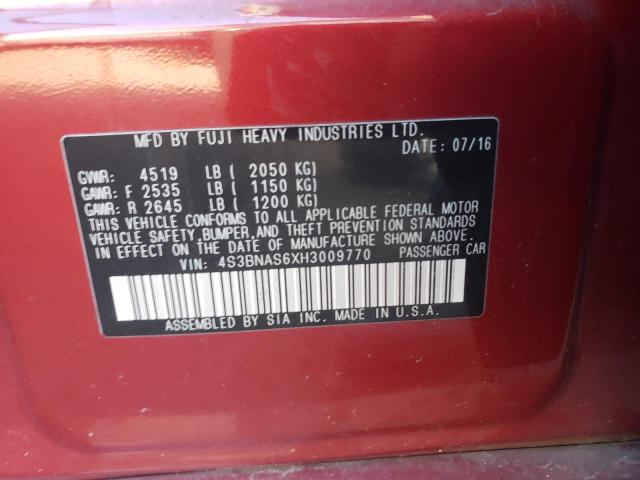 MFD BY FUJI HEAVY INDUSTRIES LTD.
DATE: 07/16
GVWR: 4519 LB ( 2050 KG)
GAWR: F 2535 LB ( 1150 KG)
GAWR: R 2645 LB ( 1200 KG)
THIS VEHICLE CONFORMS TO ALL APPLICABLE FEDERAL MOTOR
VEHICLE SAFETY,BUMPER,AND THEFT PREVENTION STANDARDS
IN EFFECT ON THE DATE OF MANUFACTURE SHOWN ABOVE.
VIN: 4S3BNAS6XH3009770 PASSENGER CAR
ASSEMBLED BY SIA INC. MADE IN U.S.A.